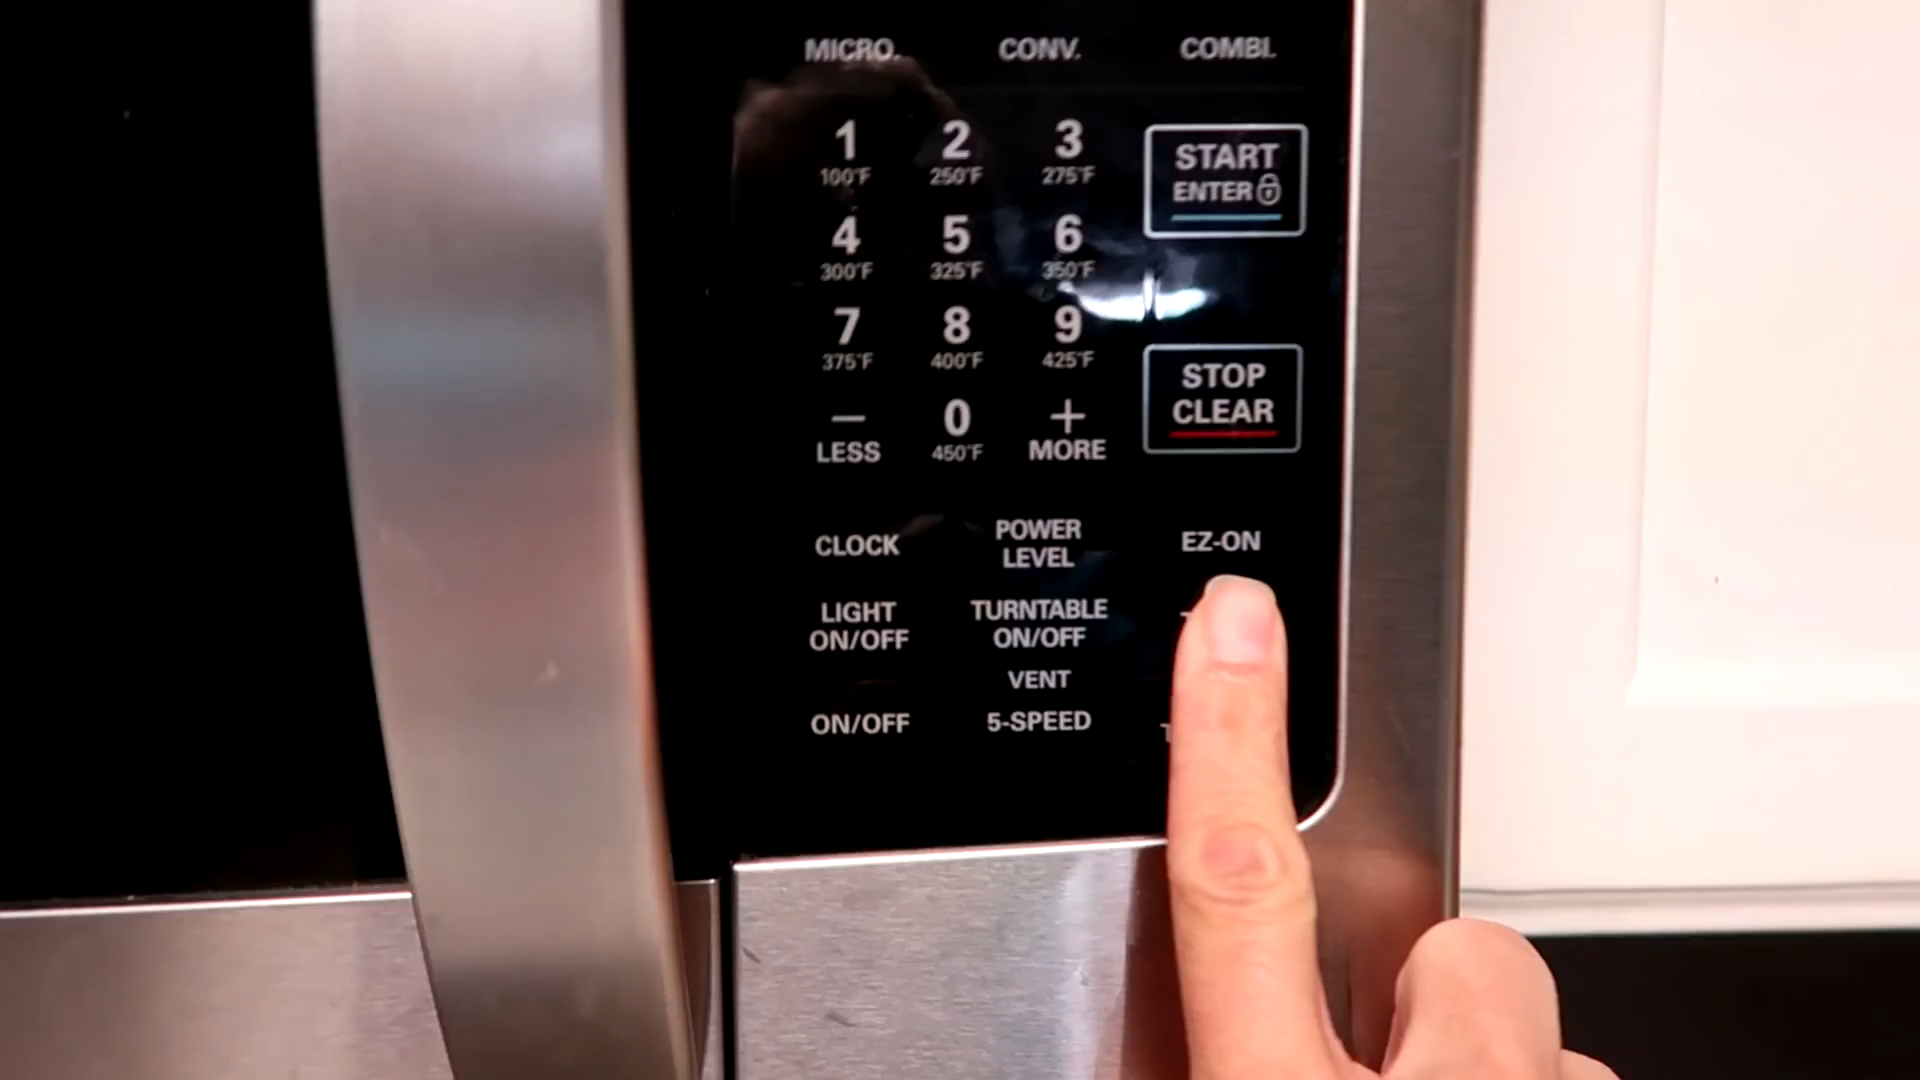 MICRO. CONV. COMBI.
1 2 3
100°F 250°F 275°F
START
ENTER
4 5 6
300°F 325°F 350°F
7 8 9
375°F 400°F 425°F
STOP
CLEAR
— 0 +
LESS 450°F MORE
CLOCK
POWER
LEVEL
EZ-ON
LIGHT
ON/OFF
TURNTABLE
ON/OFF
VENT
ON/OFF 5-SPEED